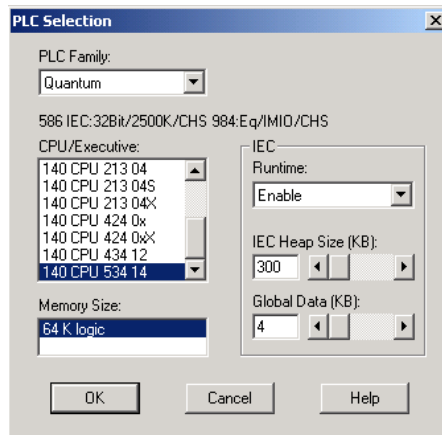 PLC Selection
PLC Family:
Quantum
586 IEC:32Bit/2500K/CHS 984:Eq/IMIO/CHS
CPU/Executive:
140 CPU 213 04
140 CPU 213 04S
140 CPU 213 04X
140 CPU 424 0x
140 CPU 424 0xX
140 CPU 434 12
140 CPU 534 14
Memory Size:
64 K logic
IEC
Runtime:
Enable
IEC Heap Size (KB):
300
Global Data (KB):
4
OK
Cancel
Help